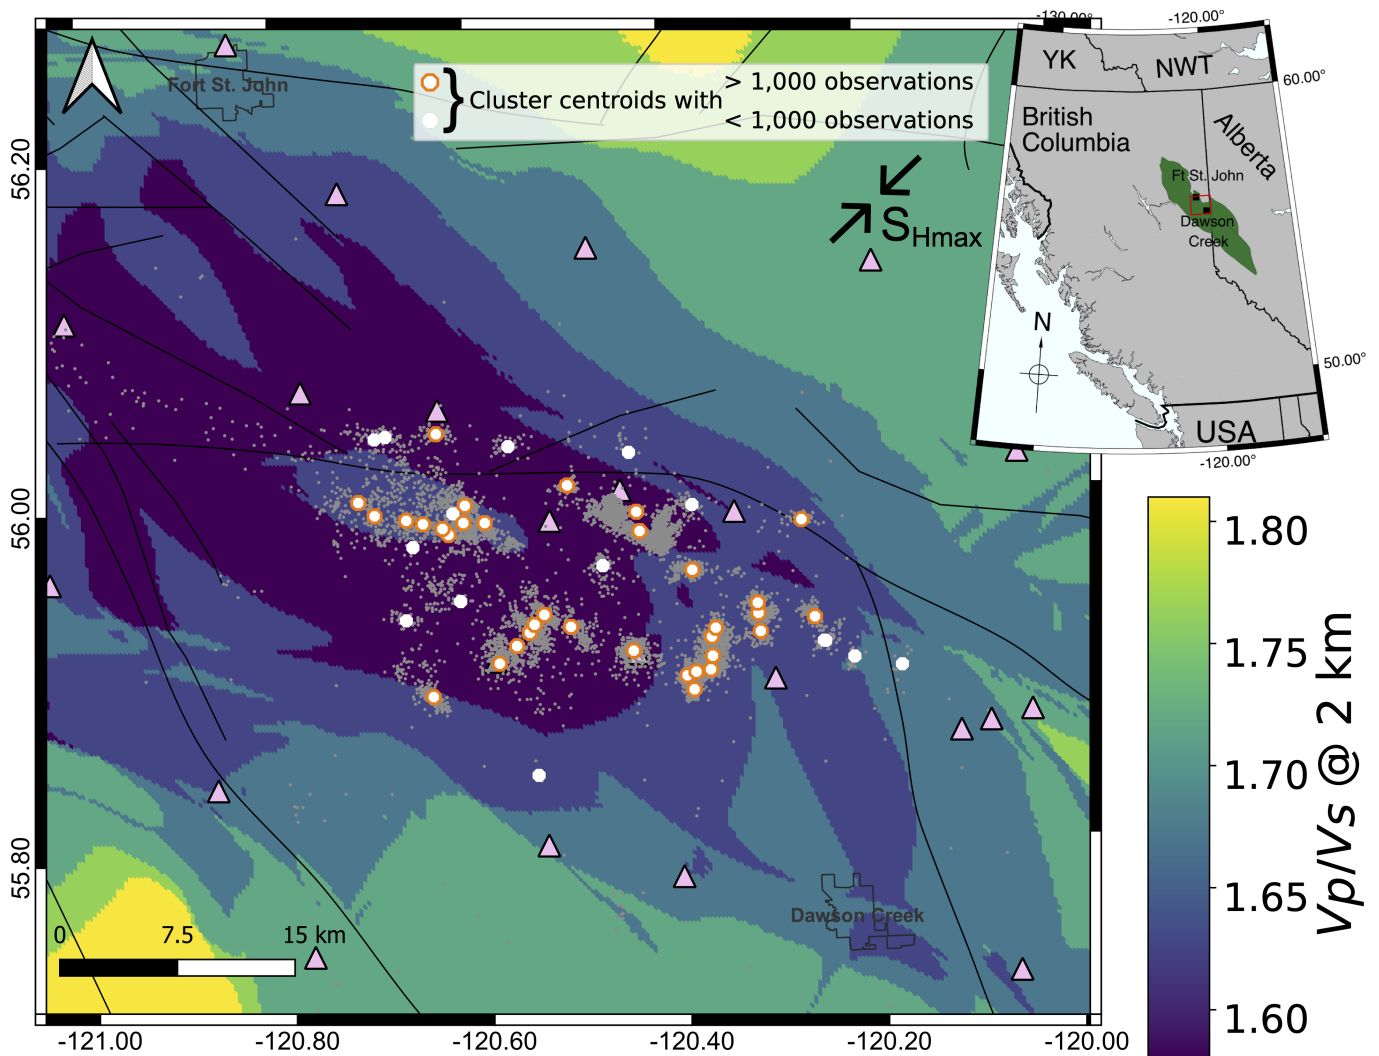 -130.00°
-120.00°
YK
NWT
60.00°
British
Columbia
Alberta
Ft St. John
Dawson
Creek
N
50.00°
USA
-120.00°
Fort St. John
> 1,000 observations
} Cluster centroids with
< 1,000 observations
SHmax
56.20
56.00
55.80
Dawson Creek
0 7.5 15 km
-121.00 -120.80 -120.60 -120.40 -120.20 -120.00
1.80
1.75
1.70
1.65
1.60
Vp/Vs @ 2 km